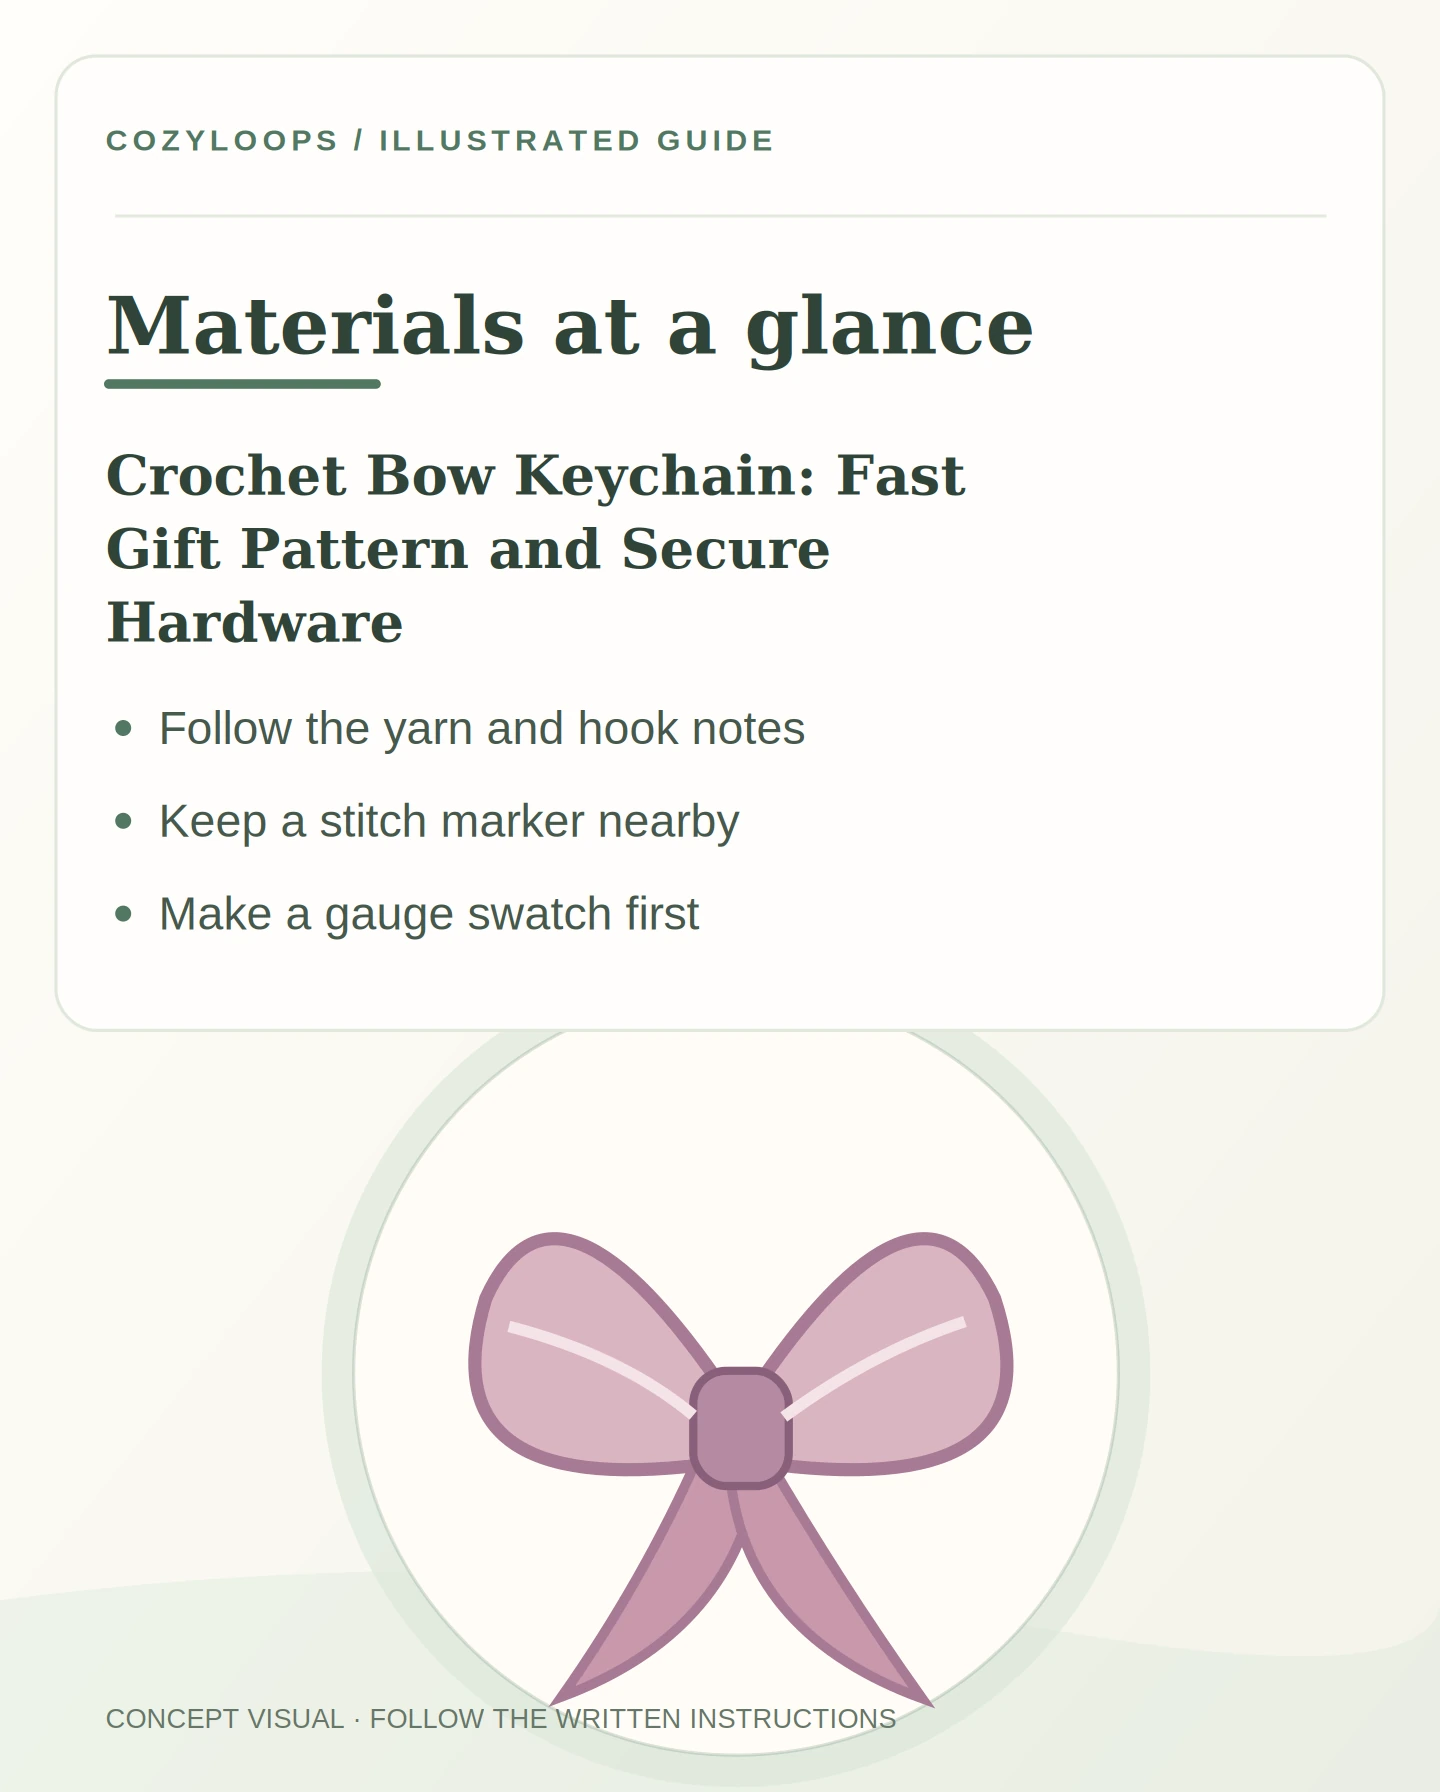 COZYLOOPS / ILLUSTRATED GUIDE
Materials at a glance
Crochet Bow Keychain: Fast
Gift Pattern and Secure
Hardware
• Follow the yarn and hook notes
• Keep a stitch marker nearby
• Make a gauge swatch first
CONCEPT VISUAL · FOLLOW THE WRITTEN INSTRUCTIONS